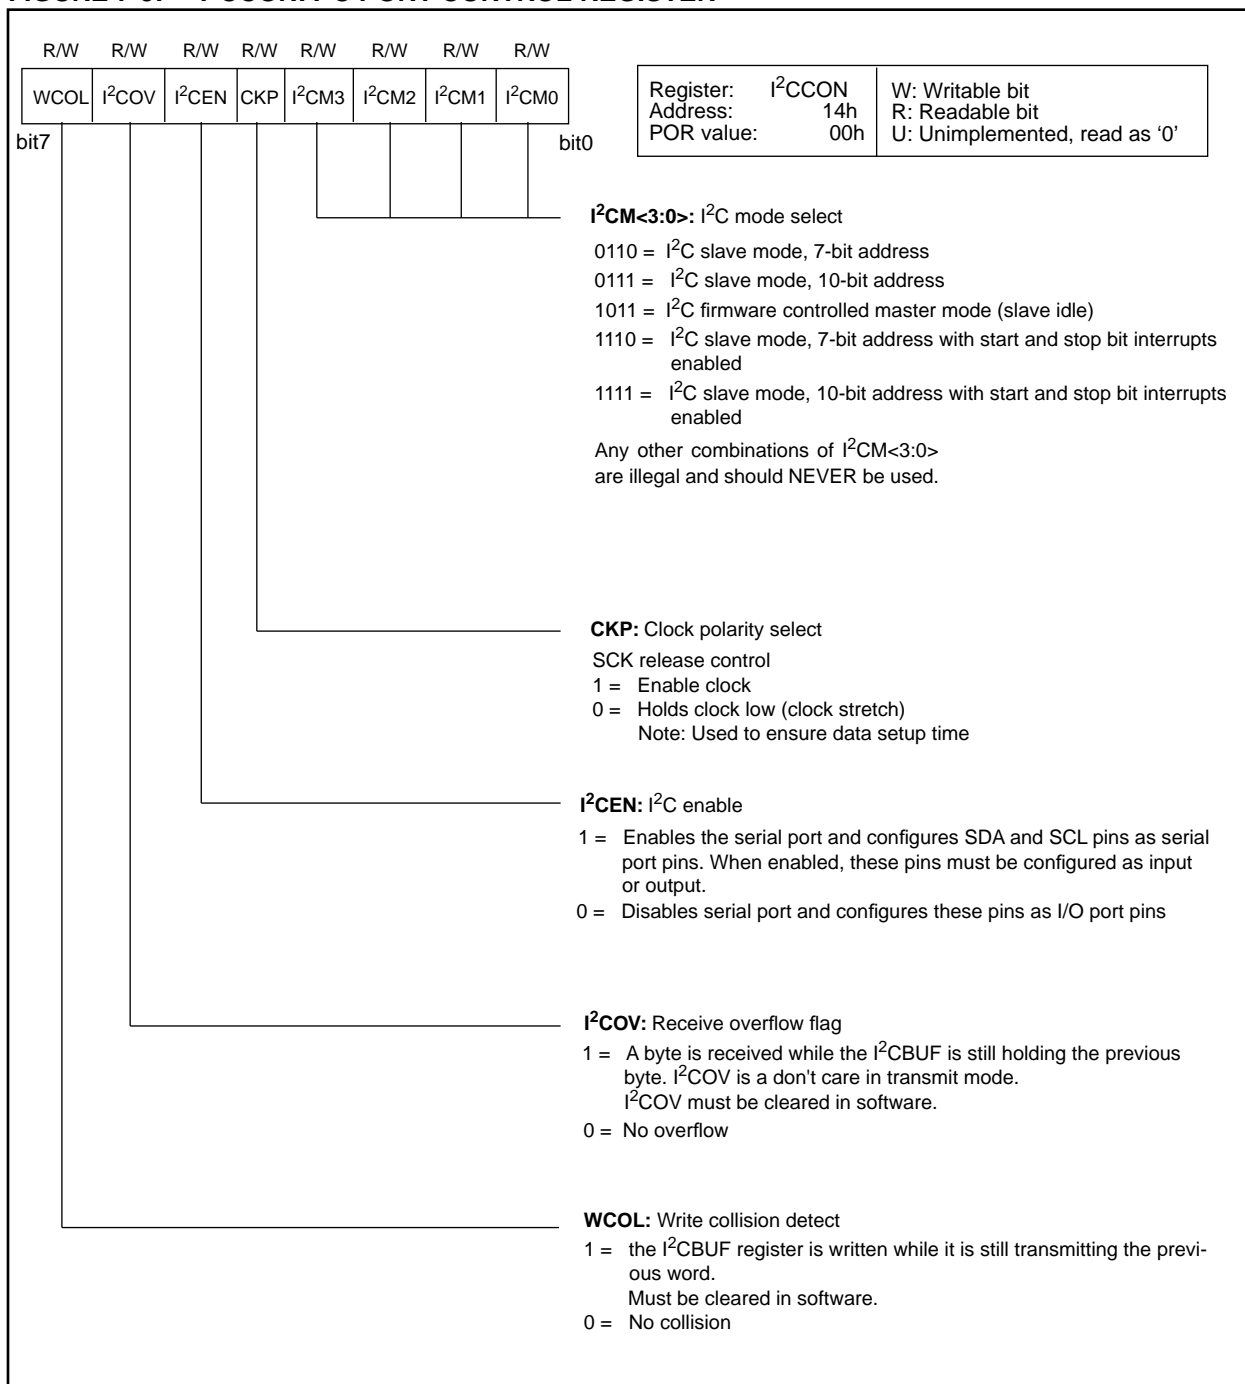 R/W R/W R/W R/W R/W R/W R/W R/W
WCOL I²COV I²CEN CKP I²CM3 I²CM2 I²CM1 I²CM0
bit7 bit0
Register: I²CCON
Address: 14h
POR value: 00h
W: Writable bit
R: Readable bit
U: Unimplemented, read as ‘0’
I²CM<3:0>: I²C mode select
0110 = I²C slave mode, 7-bit address
0111 = I²C slave mode, 10-bit address
1011 = I²C firmware controlled master mode (slave idle)
1110 = I²C slave mode, 7-bit address with start and stop bit interrupts
enabled
1111 = I²C slave mode, 10-bit address with start and stop bit interrupts
enabled
Any other combinations of I²CM<3:0>
are illegal and should NEVER be used.
CKP: Clock polarity select
SCK release control
1 = Enable clock
0 = Holds clock low (clock stretch)
Note: Used to ensure data setup time
I²CEN: I²C enable
1 = Enables the serial port and configures SDA and SCL pins as serial
port pins. When enabled, these pins must be configured as input
or output.
0 = Disables serial port and configures these pins as I/O port pins
I²COV: Receive overflow flag
1 = A byte is received while the I²CBUF is still holding the previous
byte. I²COV is a don't care in transmit mode.
I²COV must be cleared in software.
0 = No overflow
WCOL: Write collision detect
1 = the I²CBUF register is written while it is still transmitting the previ-
ous word.
Must be cleared in software.
0 = No collision